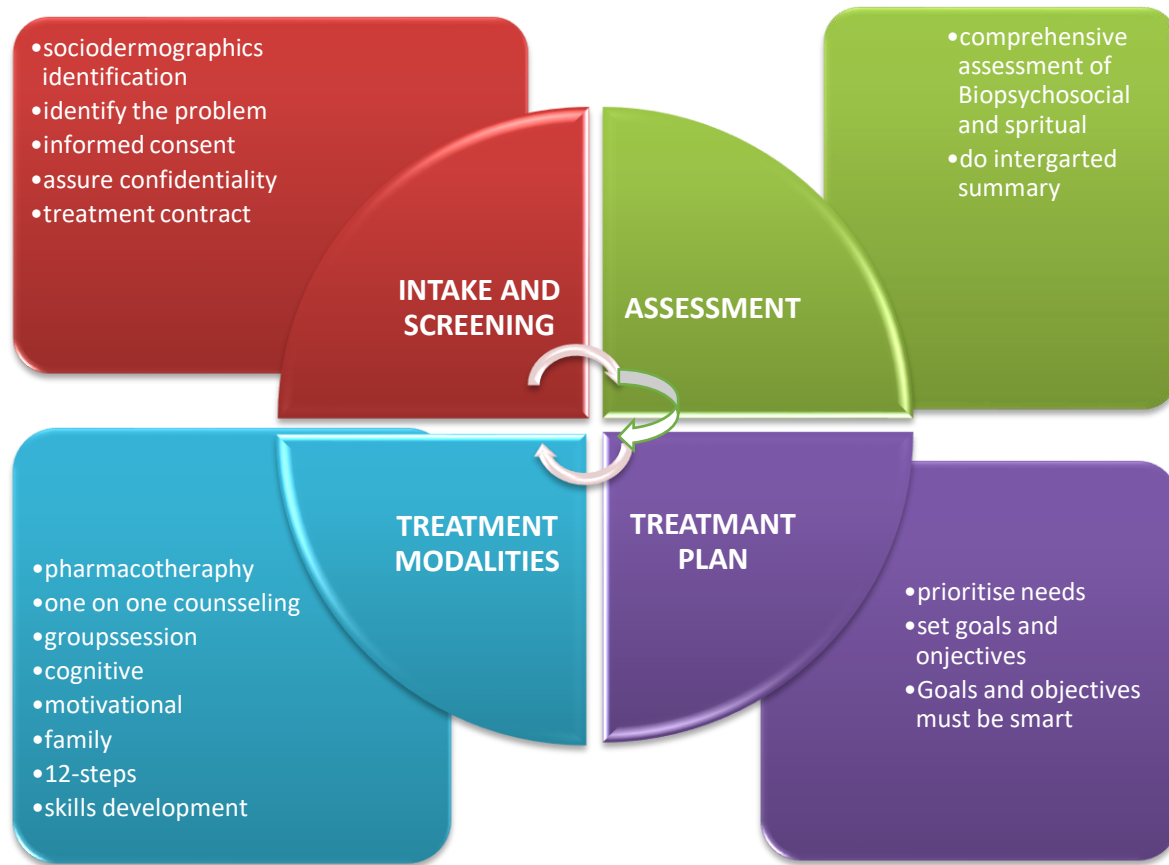 •sociodermographics
identification
•identify the problem
•informed consent
•assure confidentiality
•treatment contract
INTAKE AND
SCREENING
•comprehensive
assessment of
Biopsychosocial
and spritual
•do intergarted
summary
ASSESSMENT
TREATMENT
MODALITIES
•pharmacotheraphy
•one on one counsseling
•groupssession
•cognitive
•motivational
•family
•12-steps
•skills development
TREATMANT
PLAN
•prioritise needs
•set goals and
onjectives
•Goals and objectives
must be smart